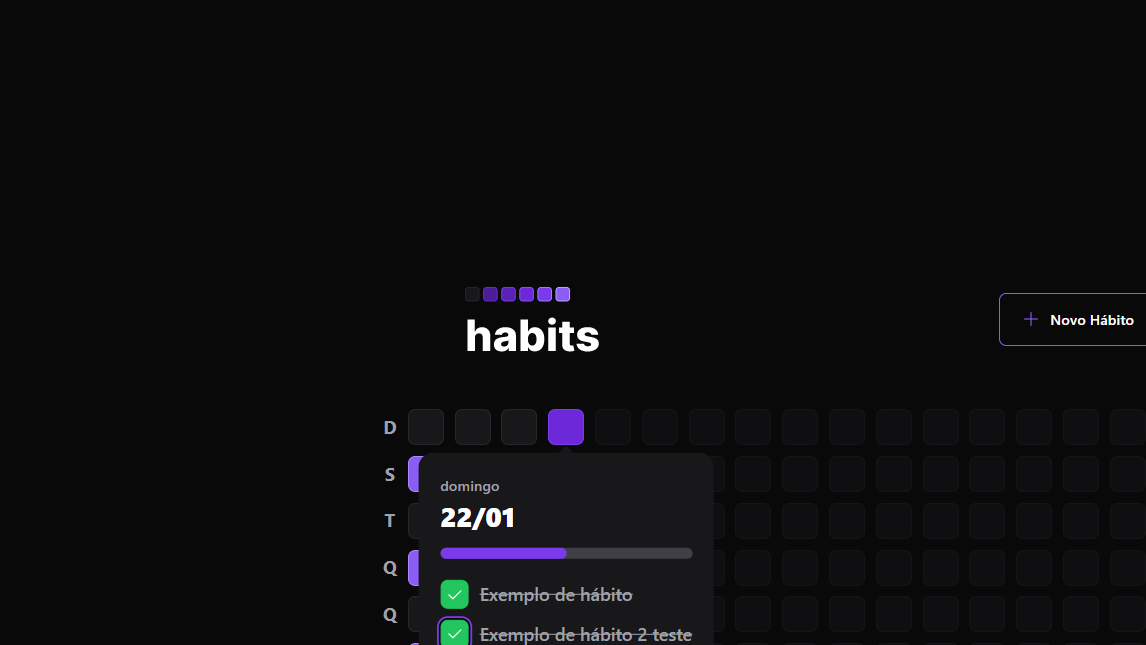 habits
Novo Hábito
D
S
T
Q
Q
domingo
22/01
Exemplo de hábito
Exemplo de hábito 2 teste